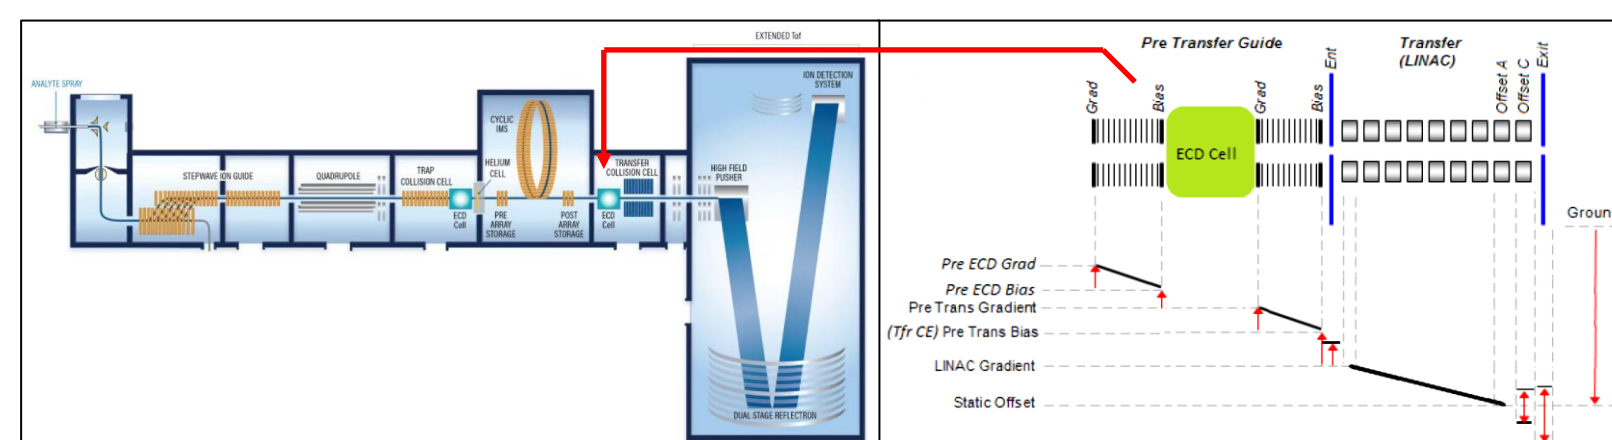 EXTENDED Tof
ANALYTE SPRAY
ION DETECTION
SYSTEM
CYCLIC
IMS
STEPWAVE ION GUIDE
QUADRUPOLE
TRAP
COLLISION CELL
HELIUM
CELL
TRANSFER
COLLISION CELL
HIGH FIELD
PUSHER
ECD
Cell
PRE
ARRAY
STORAGE
POST
ARRAY
STORAGE
ECD
Cell
DUAL STAGE REFLECTRON
Pre Transfer Guide
Transfer
(LINAC)
Grad
Bias
Grad
Bias
Ent
Offset A
Offset C
Exit
ECD Cell
Groun
Pre ECD Grad
Pre ECD Bias
Pre Trans Gradient
(Tfr CE) Pre Trans Bias
LINAC Gradient
Static Offset